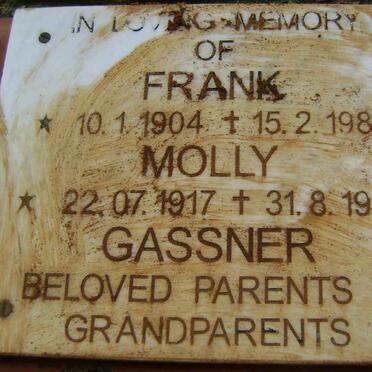 IN LOVING MEMORY
OF
FRANK
★ 10.1.1904 † 15.2.198
MOLLY
★ 22.07.1917 † 31.8.19
GASSNER
BELOVED PARENTS
GRANDPARENTS